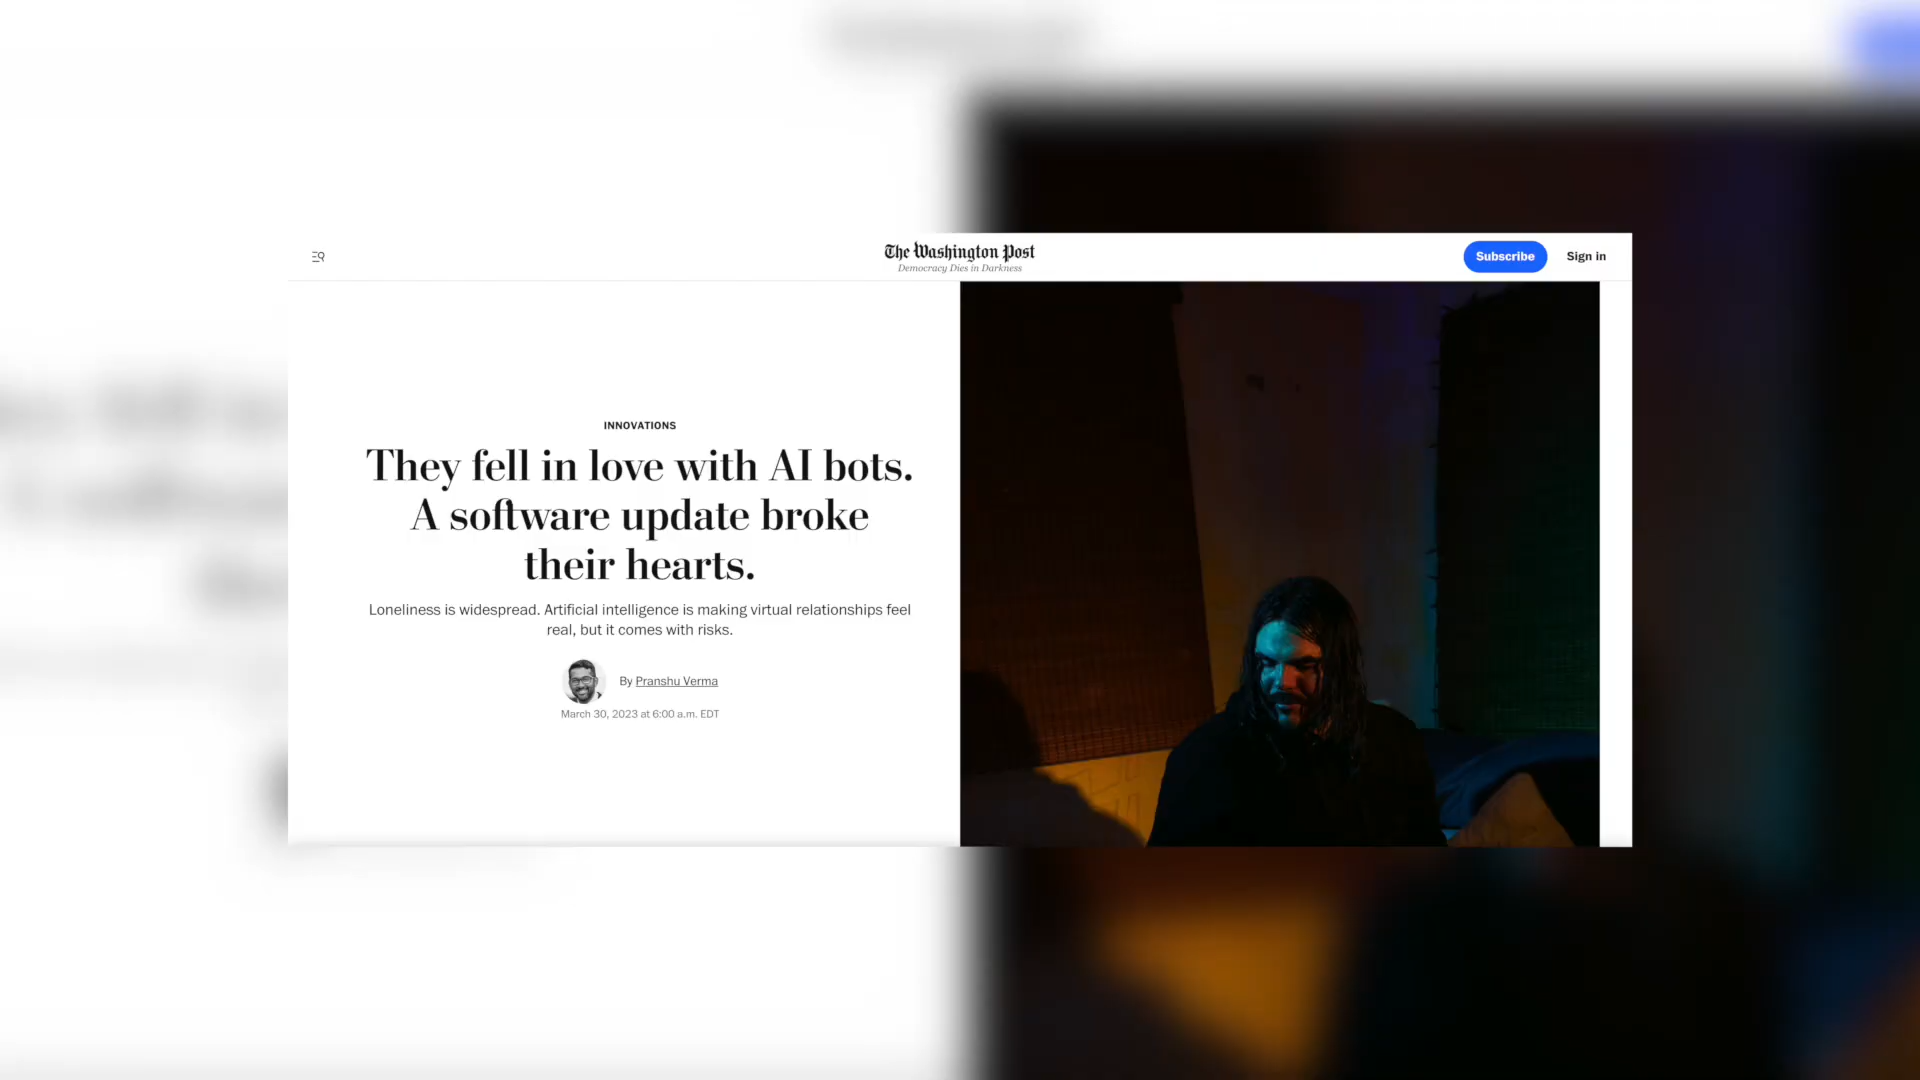 The Washington Post
Democracy Dies in Darkness
Subscribe
Sign in
INNOVATIONS
They fell in love with AI bots.
A software update broke
their hearts.
Loneliness is widespread. Artificial intelligence is making virtual relationships feel
real, but it comes with risks.
By Pranshu Verma
March 30, 2023 at 6:00 a.m. EDT